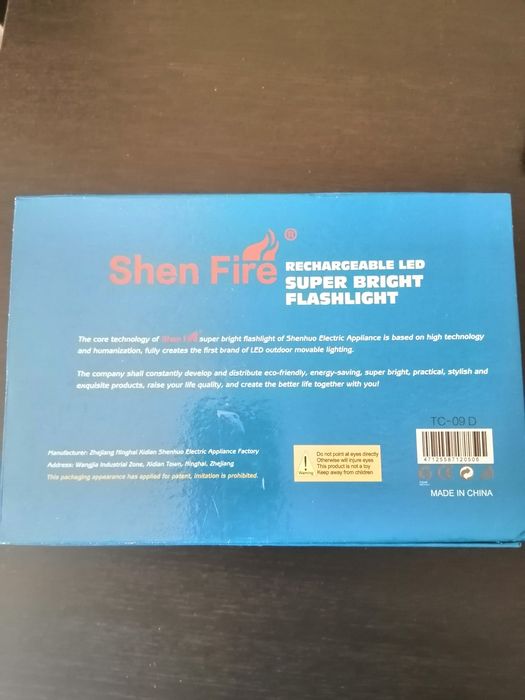 Shen Fire®
RECHARGEABLE LED
SUPER BRIGHT
FLASHLIGHT
The core technology of Shen Fire® super bright flashlight of Shenhuo Electric Appliance is based on high technology
and humanization, fully creates the first brand of LED outdoor movable lighting.
The company shall constantly develop and distribute eco-friendly, energy-saving, super bright, practical, stylish and
exquisite products, raise your life quality, and create the better life together with you!
Manufacturer: Zhejiang Ninghai Xidian Shenhuo Electric Appliance Factory
Address: Wangjia Industrial Zone, Xidian Town, Ninghai, Zhejiang
This packaging appearance has applied for patent, imitation is prohibited.
Warning
Do not point at eyes directly
Otherwise will injure eyes
This product is not a toy
Keep away from children
TC-09 D
47125587120506
CE
MADE IN CHINA